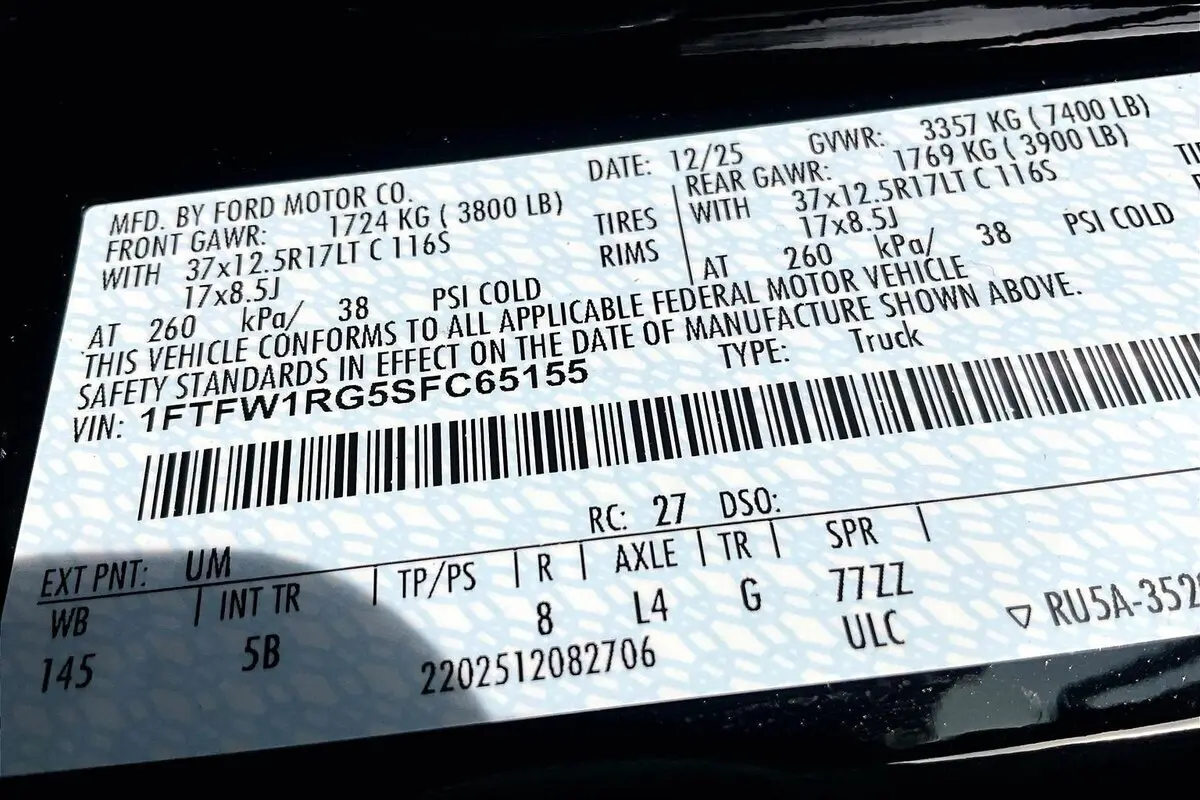 DATE: 12/25 GVWR: 3357 KG ( 7400 LB)
MFD. BY FORD MOTOR CO.
FRONT GAWR: 1724 KG ( 3800 LB)
WITH 37x12.5R17LT C 116S TIRES
17x8.5J RIMS
AT 260 kPa/ 38 PSI COLD
REAR GAWR: 1769 KG ( 3900 LB)
WITH 37x12.5R17LT C 116S
17x8.5J
AT 260 kPa/ 38 PSI COLD
THIS VEHICLE CONFORMS TO ALL APPLICABLE FEDERAL MOTOR VEHICLE
SAFETY STANDARDS IN EFFECT ON THE DATE OF MANUFACTURE SHOWN ABOVE.
VIN: 1FTFW1RG5SFC65155 TYPE: Truck
EXT PNT: UM RC: 27 DSO:
WB INT TR TP/PS R AXLE TR SPR
145 5B 8 L4 G 77ZZ
2202512082706 ULC
RU5A-352